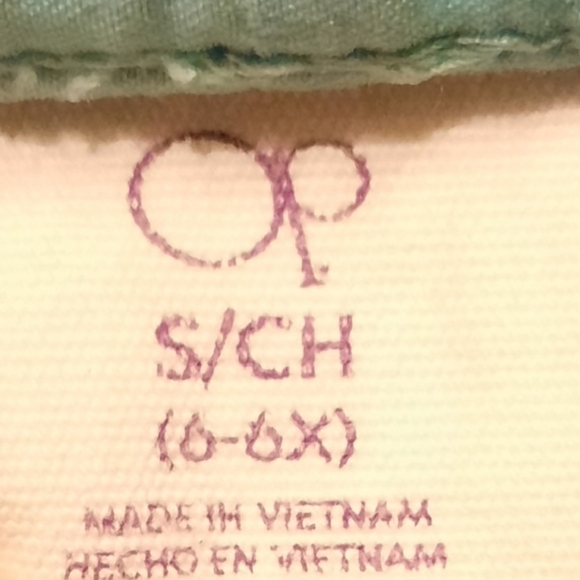 op
S/CH
(6-6X)
MADE IN VIETNAM
HECHO EN VIETNAM